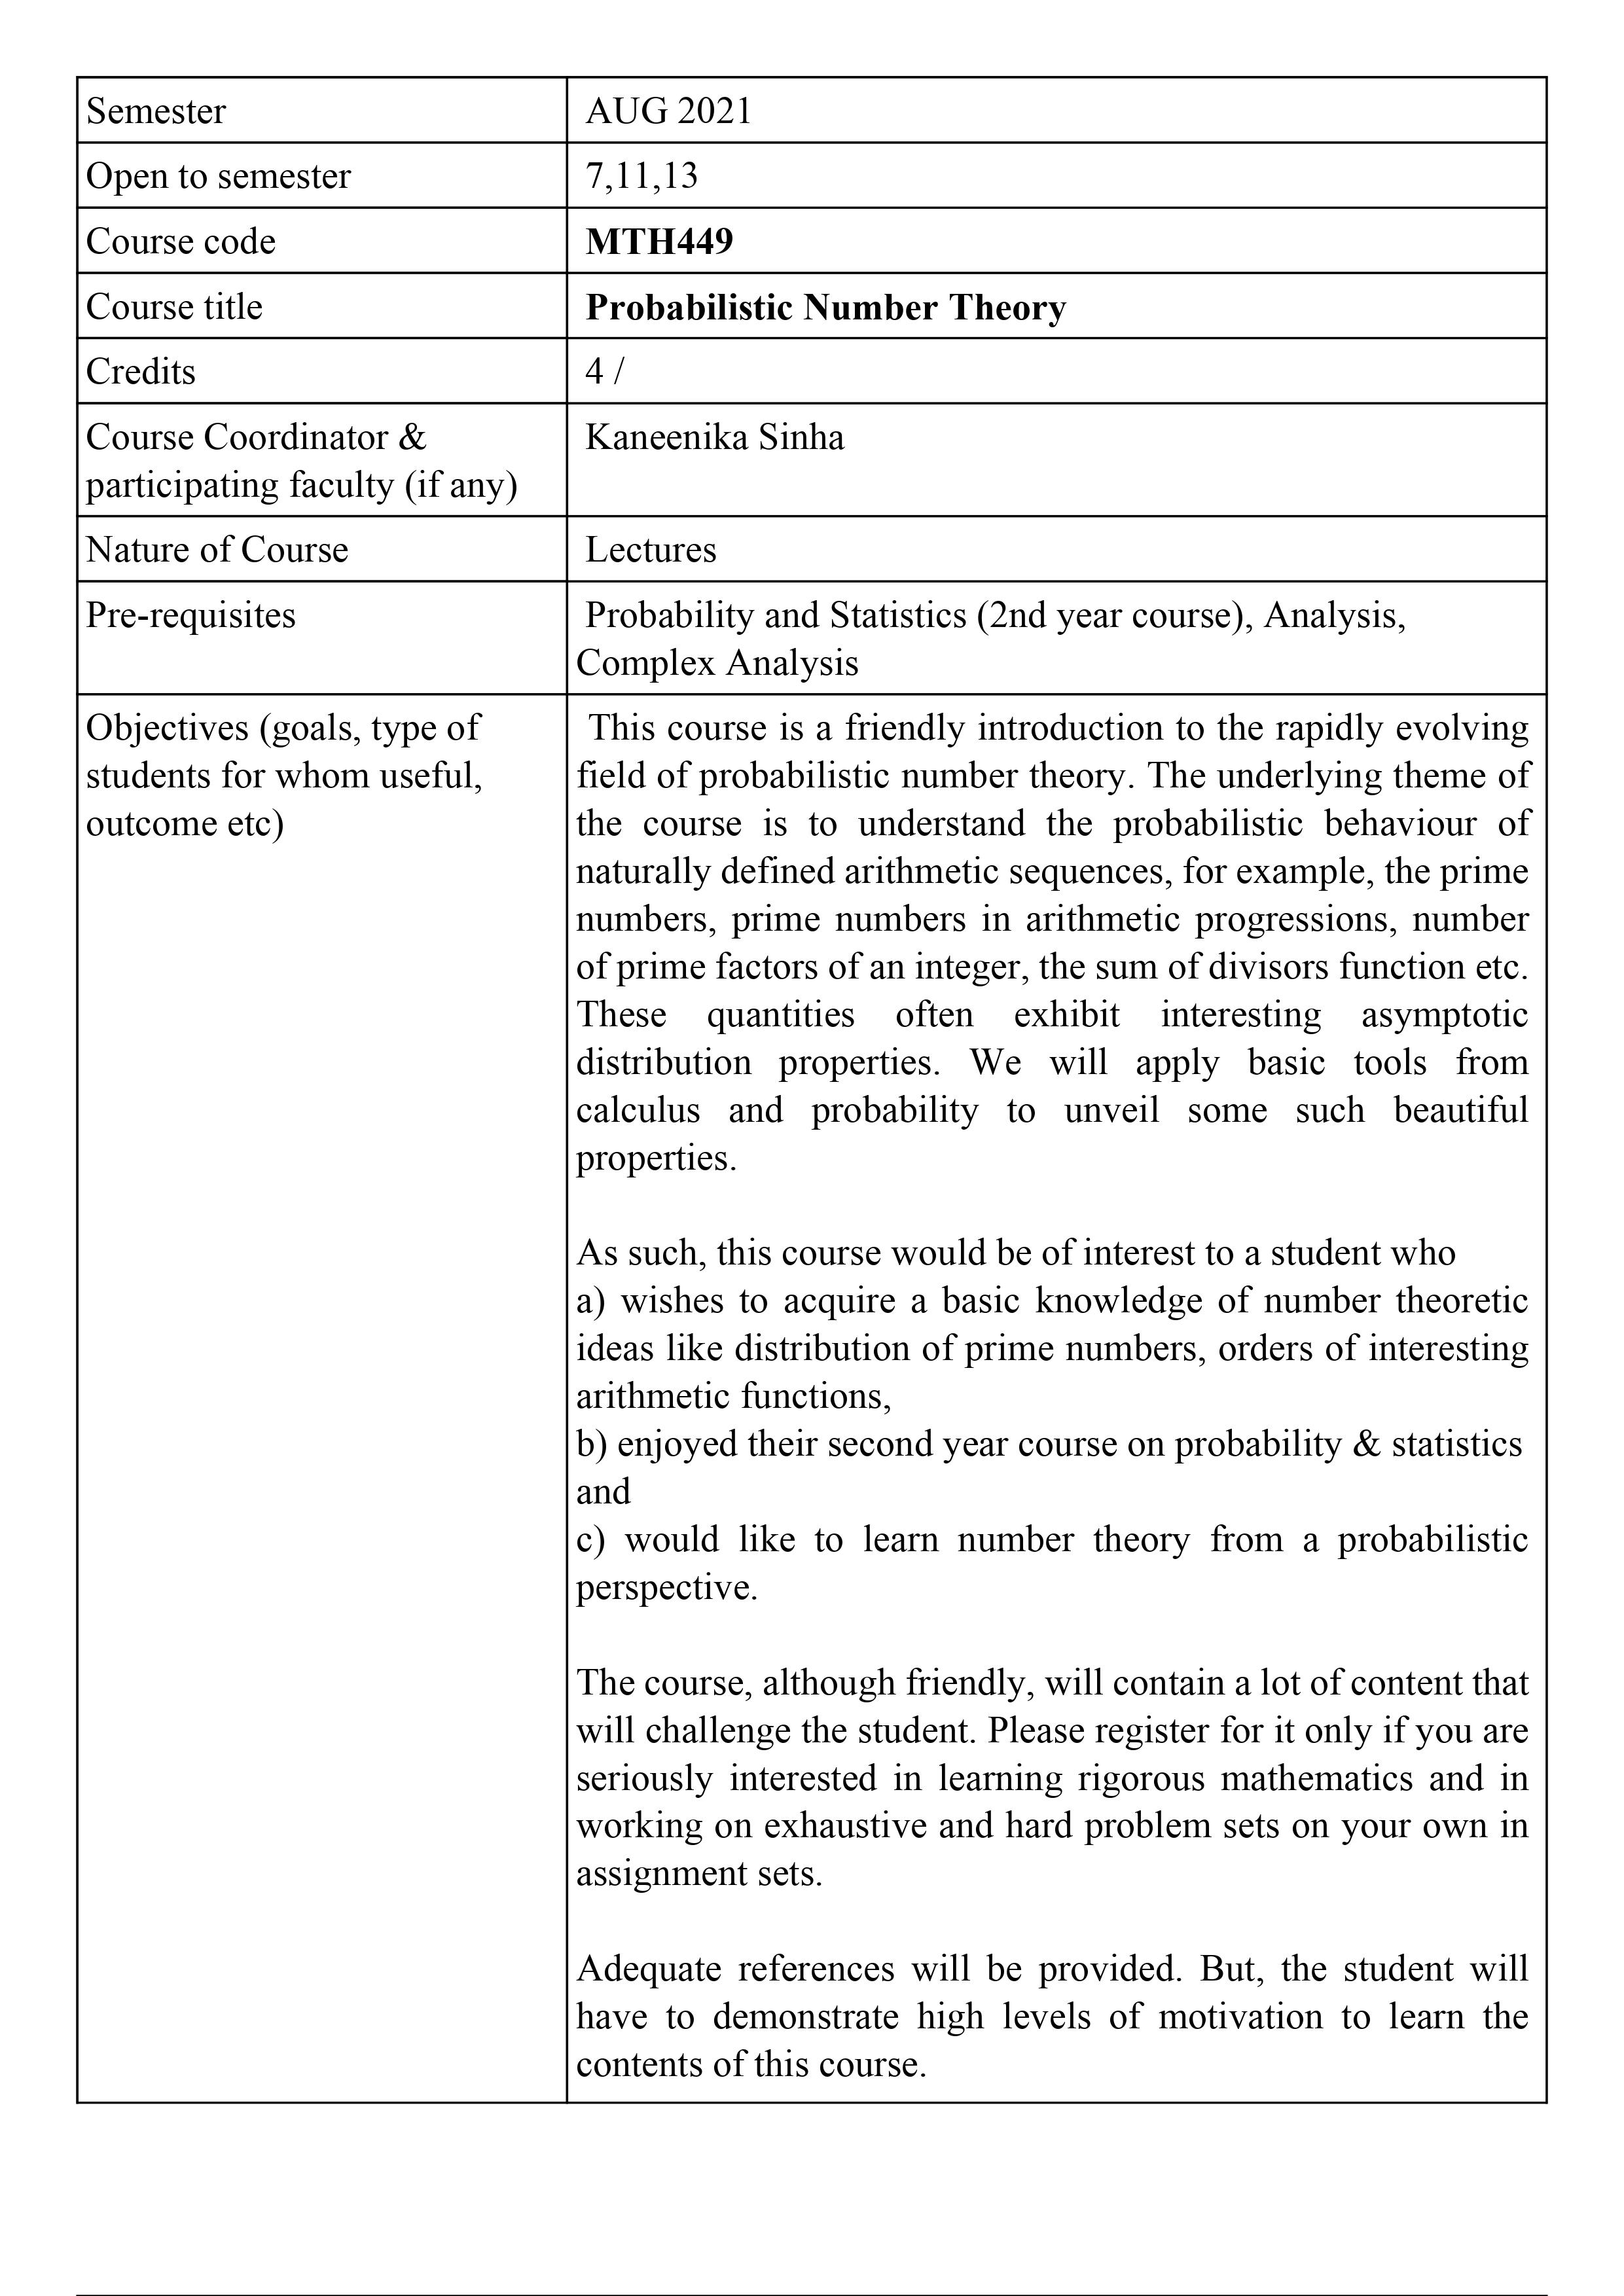 Semester
AUG 2021
Open to semester
7,11,13
Course code
MTH449
Course title
Probabilistic Number Theory
Credits
4 /
Course Coordinator &
participating faculty (if any)
Kaneenika Sinha
Nature of Course
Lectures
Pre-requisites
Probability and Statistics (2nd year course), Analysis,
Complex Analysis
Objectives (goals, type of
students for whom useful,
outcome etc)
This course is a friendly introduction to the rapidly evolving
field of probabilistic number theory. The underlying theme of
the course is to understand the probabilistic behaviour of
naturally defined arithmetic sequences, for example, the prime
numbers, prime numbers in arithmetic progressions, number
of prime factors of an integer, the sum of divisors function etc.
These quantities often exhibit interesting asymptotic
distribution properties. We will apply basic tools from
calculus and probability to unveil some such beautiful
properties.
As such, this course would be of interest to a student who
a) wishes to acquire a basic knowledge of number theoretic
ideas like distribution of prime numbers, orders of interesting
arithmetic functions,
b) enjoyed their second year course on probability & statistics
and
c) would like to learn number theory from a probabilistic
perspective.
The course, although friendly, will contain a lot of content that
will challenge the student. Please register for it only if you are
seriously interested in learning rigorous mathematics and in
working on exhaustive and hard problem sets on your own in
assignment sets.
Adequate references will be provided. But, the student will
have to demonstrate high levels of motivation to learn the
contents of this course.